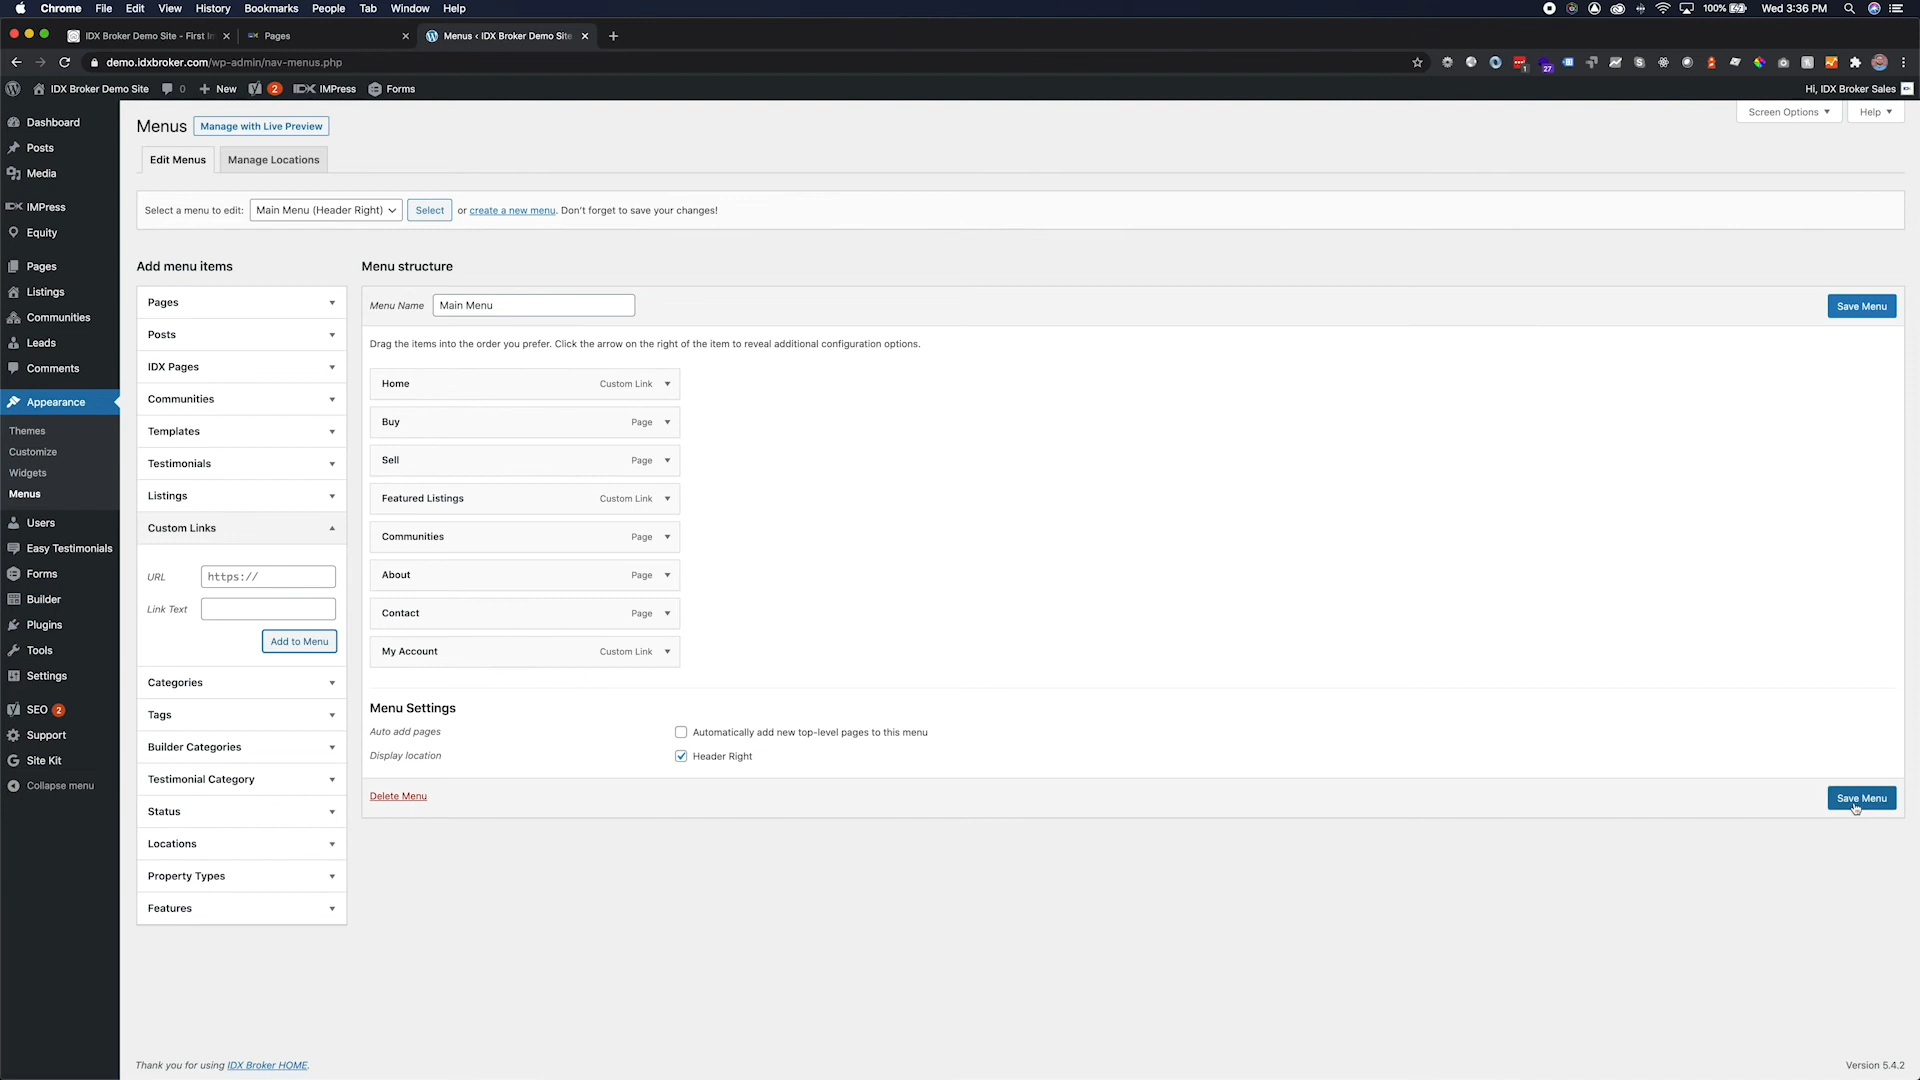 Chrome File Edit View History Bookmarks People Tab Window Help
100% Wed 3:36 PM
IDX Broker Demo Site - First In
Pages
Menus ‹ IDX Broker Demo Site
demo.idxbroker.com/wp-admin/nav-menus.php
1
27
IDX Broker Demo Site 0 New 2 IMPress Forms
Hi, IDX Broker Sales
Dashboard
Posts
Media
IDX IMPress
Equity
Pages
Listings
Communities
Leads
Comments
Appearance
Themes
Customize
Widgets
Menus
Users
Easy Testimonials
Forms
Builder
Plugins
Tools
Settings
SEO 2
Support
Site Kit
Collapse menu
Menus Manage with Live Preview
Screen Options Help
Edit Menus Manage Locations
Select a menu to edit: Main Menu (Header Right) Select or create a new menu. Don't forget to save your changes!
Add menu items
Pages
Posts
IDX Pages
Communities
Templates
Testimonials
Listings
Custom Links
URL https://
Link Text
Add to Menu
Categories
Tags
Builder Categories
Testimonial Category
Status
Locations
Property Types
Features
Menu structure
Menu Name Main Menu
Save Menu
Drag the items into the order you prefer. Click the arrow on the right of the item to reveal additional configuration options.
Home Custom Link
Buy Page
Sell Page
Featured Listings Custom Link
Communities Page
About Page
Contact Page
My Account Custom Link
Menu Settings
Auto add pages Automatically add new top-level pages to this menu
Display location Header Right
Delete Menu
Save Menu
Thank you for using IDX Broker HOME.
Version 5.4.2